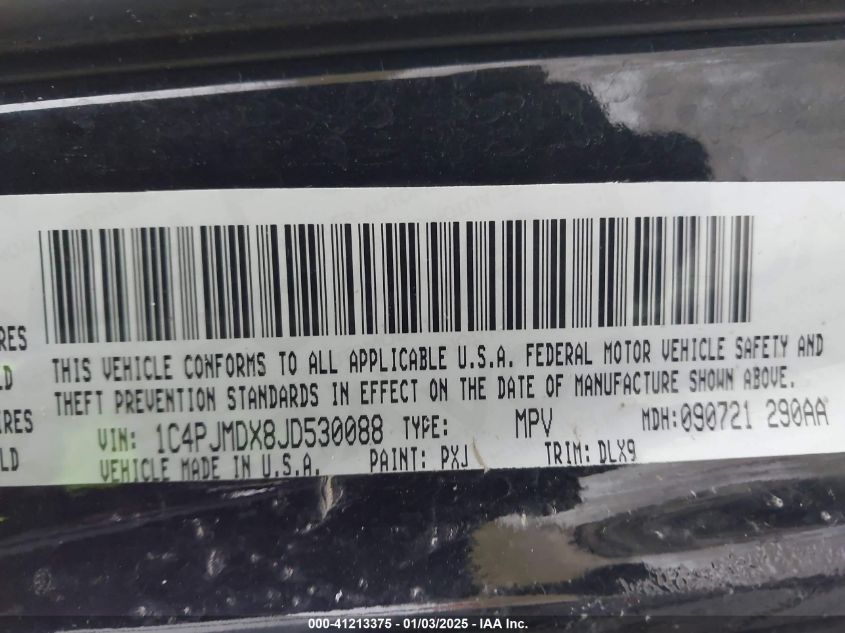 RES
LD
IRES
LD
THIS VEHICLE CONFORMS TO ALL APPLICABLE U.S.A. FEDERAL MOTOR VEHICLE SAFETY AND
THEFT PREVENTION STANDARDS IN EFFECT ON THE DATE OF MANUFACTURE SHOWN ABOVE.
VIN: 1C4PJMDX8JD530088 TYPE: MPV MDH:090721 290AA
VEHICLE MADE IN U.S.A. PAINT: PXJ TRIM: DLX9
000-41213375 - 01/03/2025 - IAA Inc.